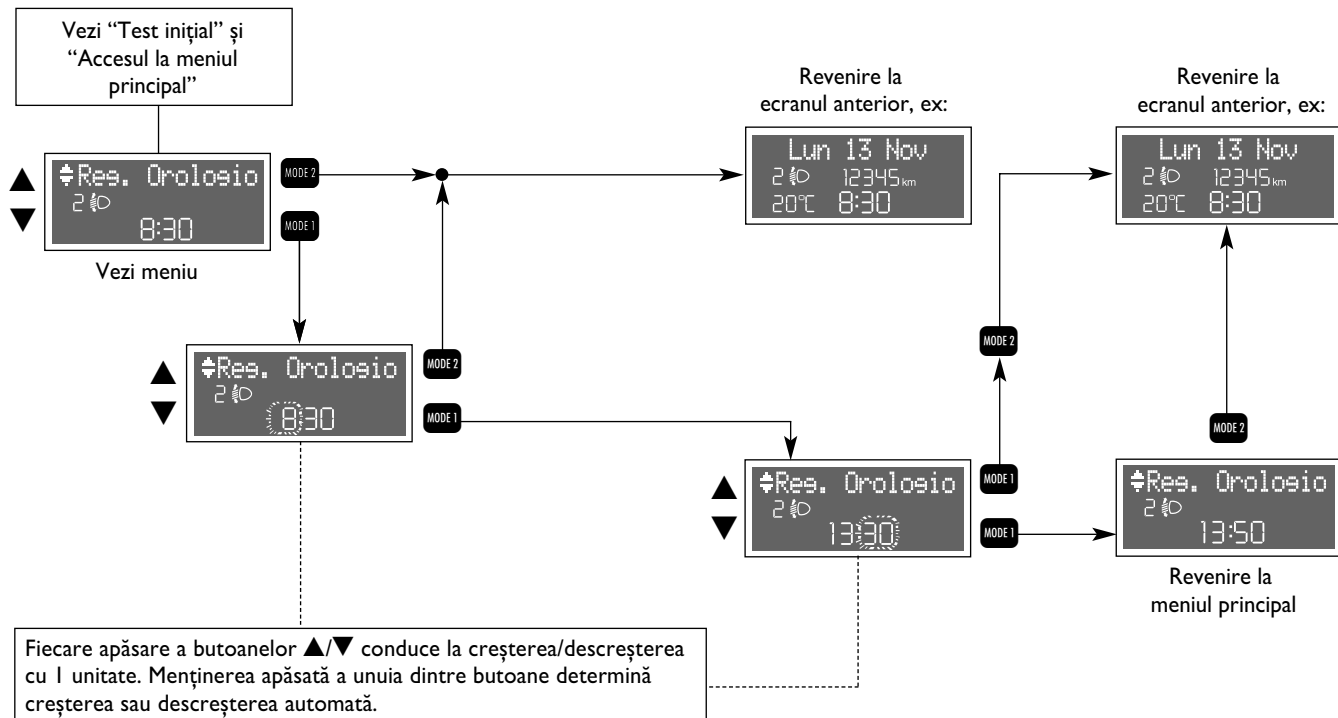 Vezi “Test inițial” și
“Accesul la meniul
principal”
Reg. Orologio
MODE 2
2
MODE 1
8:30
Vezi meniu
Revenire la
ecranul anterior, ex:
Lun 13 Nov
2 12345 km
20°C 8:30
Revenire la
ecranul anterior, ex:
Lun 13 Nov
2 12345 km
20°C 8:30
Reg. Orologio
MODE 2
2
MODE 1
8:30
MODE 2
MODE 2
Reg. Orologio
MODE 1
2
MODE 1
13:30
Reg. Orologio
2
13:50
Revenire la
meniul principal
Fiecare apăsare a butoanelor ▲/▼ conduce la creșterea/descreșterea
cu 1 unitate. Menținerea apăsată a unuia dintre butoane determină
creșterea sau descreșterea automată.